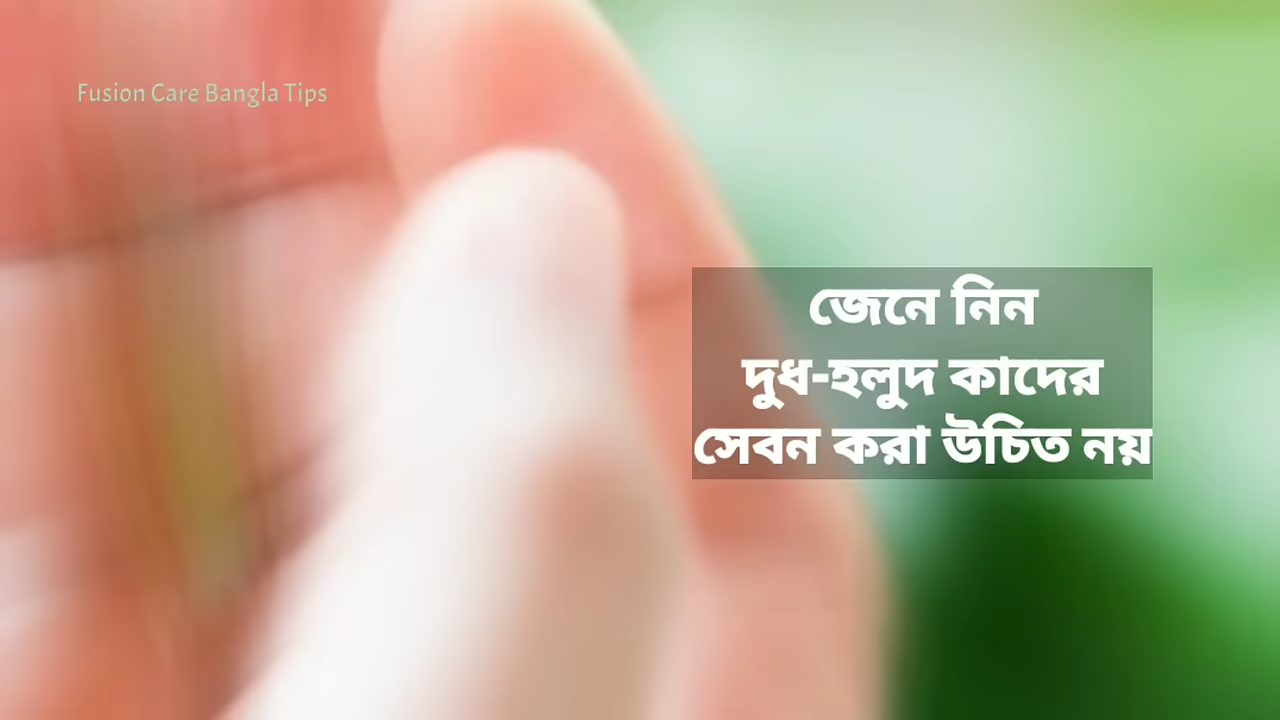 Fusion Care Bangla Tips
জেনে নিন
দুধ-হলুদ কাদের
সেবন করা উচিত নয়